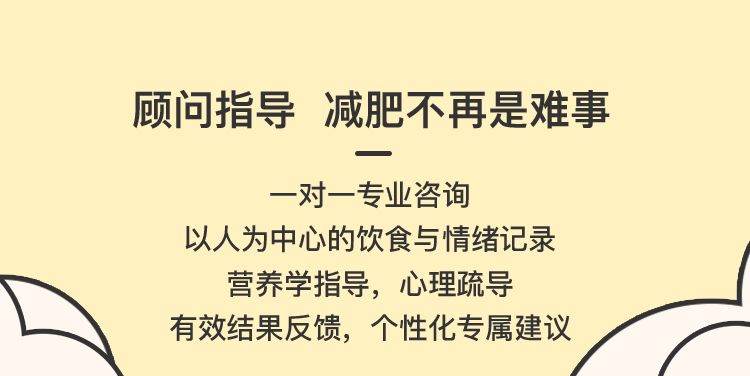 顾问指导 减肥不再是难事
一对一专业咨询
以人为中心的饮食与情绪记录
营养学指导，心理疏导
有效结果反馈，个性化专属建议